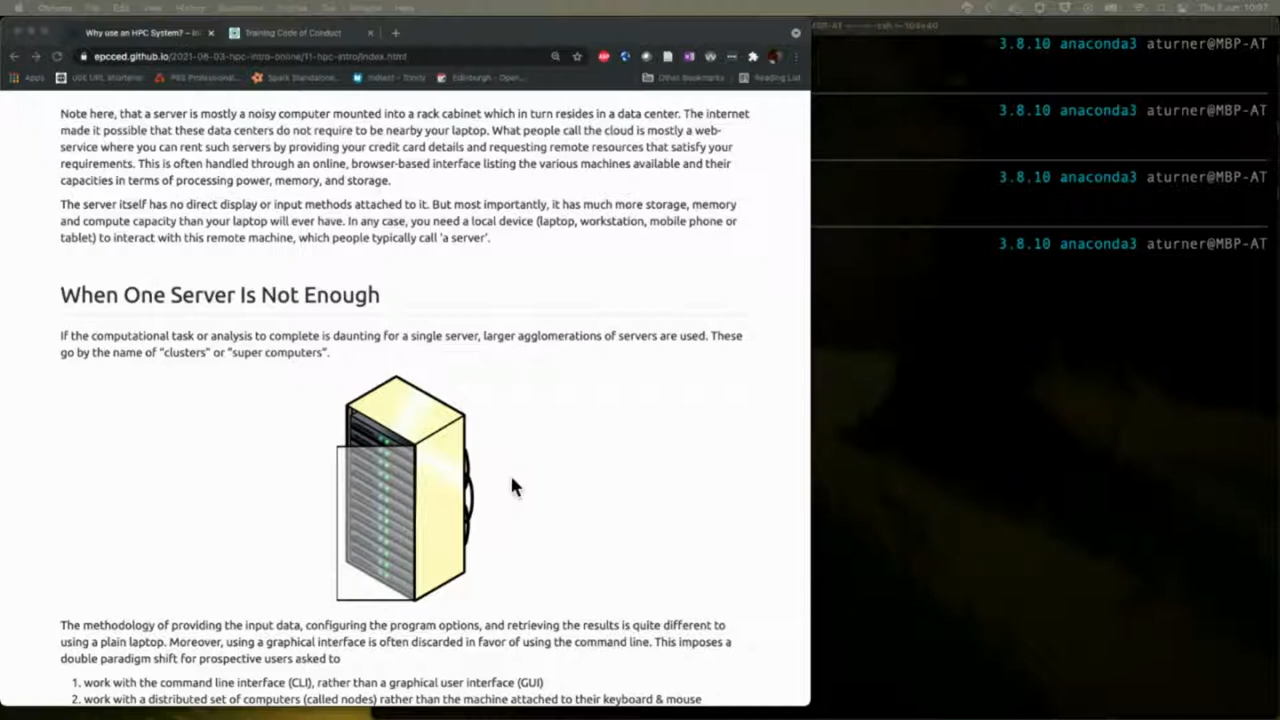 Why use an HPC System?
Training Code of Conduct
epcced.github.io/2021-06-03-hpc-intro-online/11-hpc-intro/index.html
Apps
PBS Professional...
Spark Standalone...
Edinburgh - Open...
Other Bookmarks
Reading List
Note here, that a server is mostly a noisy computer mounted into a rack cabinet which in turn resides in a data center. The internet
made it possible that these data centers do not require to be nearby your laptop. What people call the cloud is mostly a web-
service where you can rent such servers by providing your credit card details and requesting remote resources that satisfy your
requirements. This is often handled through an online, browser-based interface listing the various machines available and their
capacities in terms of processing power, memory, and storage.
The server itself has no direct display or input methods attached to it. But most importantly, it has much more storage, memory
and compute capacity than your laptop will ever have. In any case, you need a local device (laptop, workstation, mobile phone or
tablet) to interact with this remote machine, which people typically call 'a server'.
When One Server Is Not Enough
If the computational task or analysis to complete is daunting for a single server, larger agglomerations of servers are used. These
go by the name of "clusters" or "super computers".
The methodology of providing the input data, configuring the program options, and retrieving the results is quite different to
using a plain laptop. Moreover, using a graphical interface is often discarded in favor of using the command line. This imposes a
double paradigm shift for prospective users asked to
1. work with the command line interface (CLI), rather than a graphical user interface (GUI)
2. work with a distributed set of computers (called nodes) rather than the machine attached to their keyboard & mouse
3.8.10 anaconda3 aturner@MBP-AT
3.8.10 anaconda3 aturner@MBP-AT
3.8.10 anaconda3 aturner@MBP-AT
3.8.10 anaconda3 aturner@MBP-AT